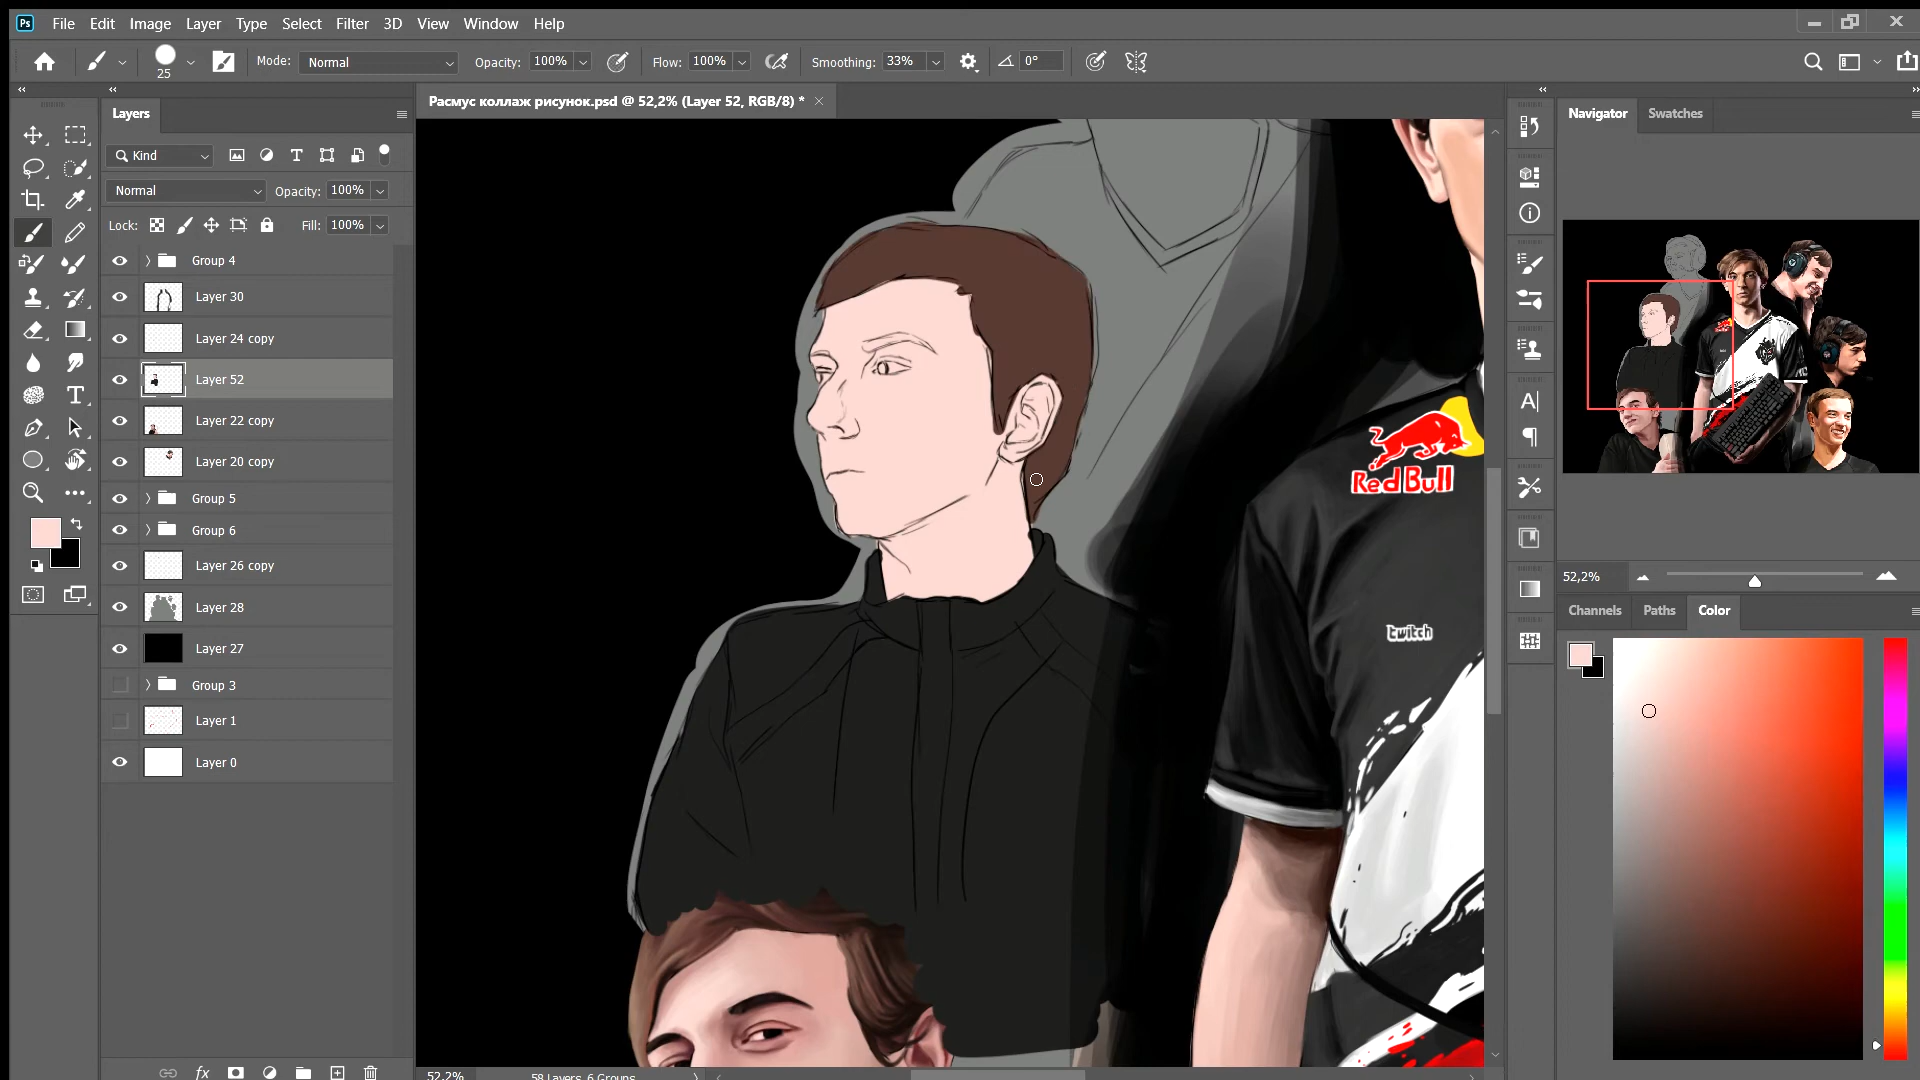 Ps
File Edit Image Layer Type Select Filter 3D View Window Help
25
Mode: Normal Opacity: 100% Flow: 100% Smoothing: 33% 0°
Layers
Расмус коллаж рисунок.psd @ 52,2% (Layer 52, RGB/8) *
Navigator Swatches
Kind
Normal Opacity: 100%
Lock: Fill: 100%
Group 4
Layer 30
Layer 24 copy
Layer 52
Layer 22 copy
Layer 20 copy
Group 5
Group 6
Layer 26 copy
Layer 28
Layer 27
Group 3
Layer 1
Layer 0
fx
Red Bull
twitch
52,2%
Channels Paths Color
52,2% 58 Layers, 6 Groups